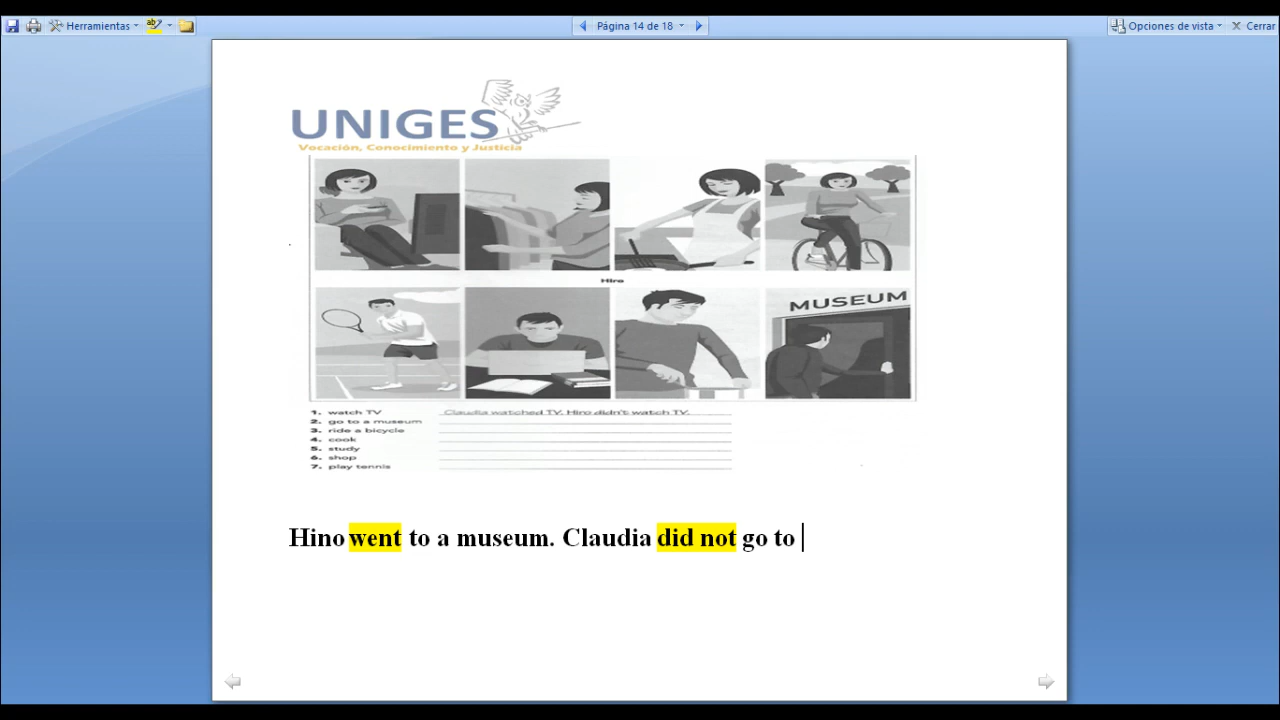 Herramientas
Página 14 de 18
Opciones de vista
Cerrar
UNIGES
Vocación, Conocimiento y Justicia
Hiro
MUSEUM
1. watch TV Claudia watched TV. Hiro didn't watch TV.
2. go to a museum
3. ride a bicycle
4. cook
5. study
6. shop
7. play tennis
Hino went to a museum. Claudia did not go to